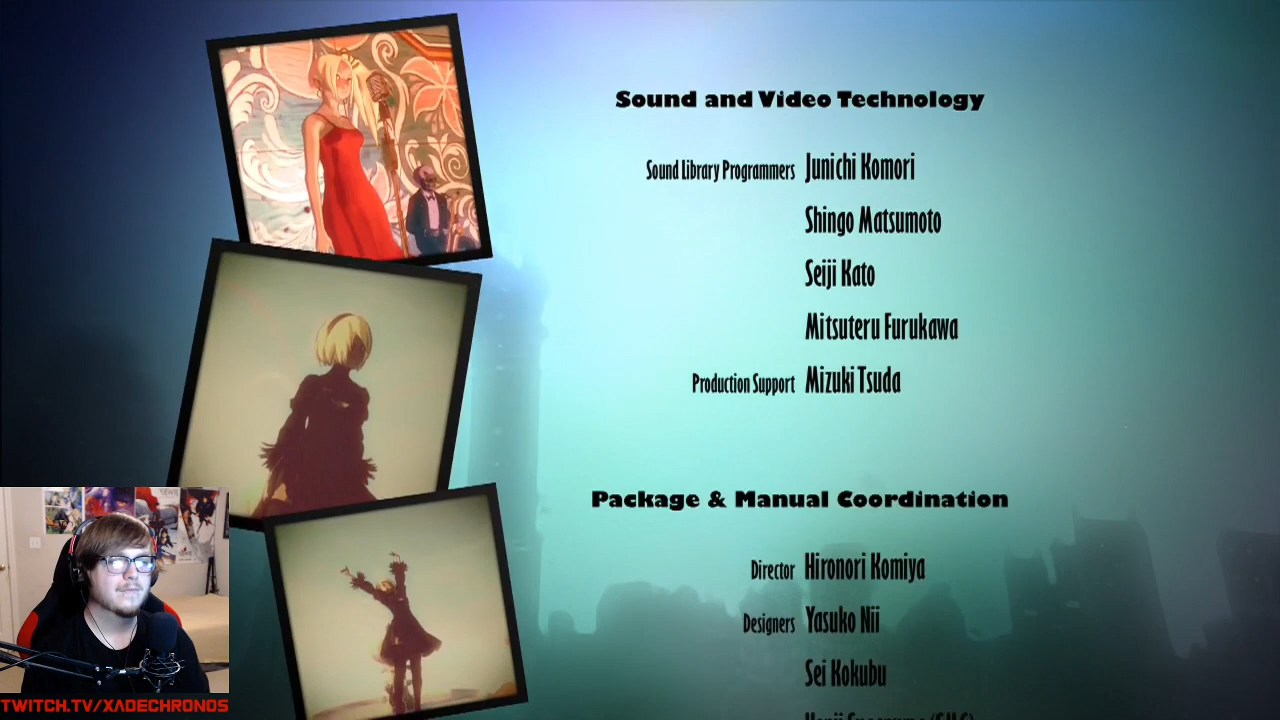 Sound and Video Technology
Sound Library Programmers Junichi Komori
Shingo Matsumoto
Seiji Kato
Mitsuteru Furukawa
Production Support Mizuki Tsuda
Package & Manual Coordination
Director Hironori Komiya
Designers Yasuko Nii
Sei Kokubu
TWITCH.TV/XADECHRONOS